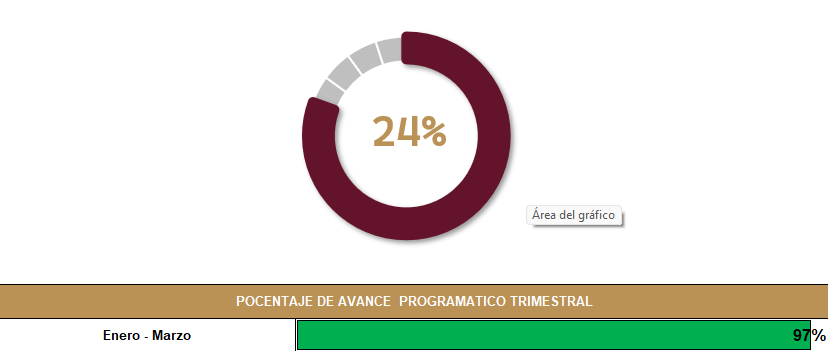 24%
Área del gráfico
POCENTAJE DE AVANCE PROGRAMATICO TRIMESTRAL
Enero - Marzo 97%